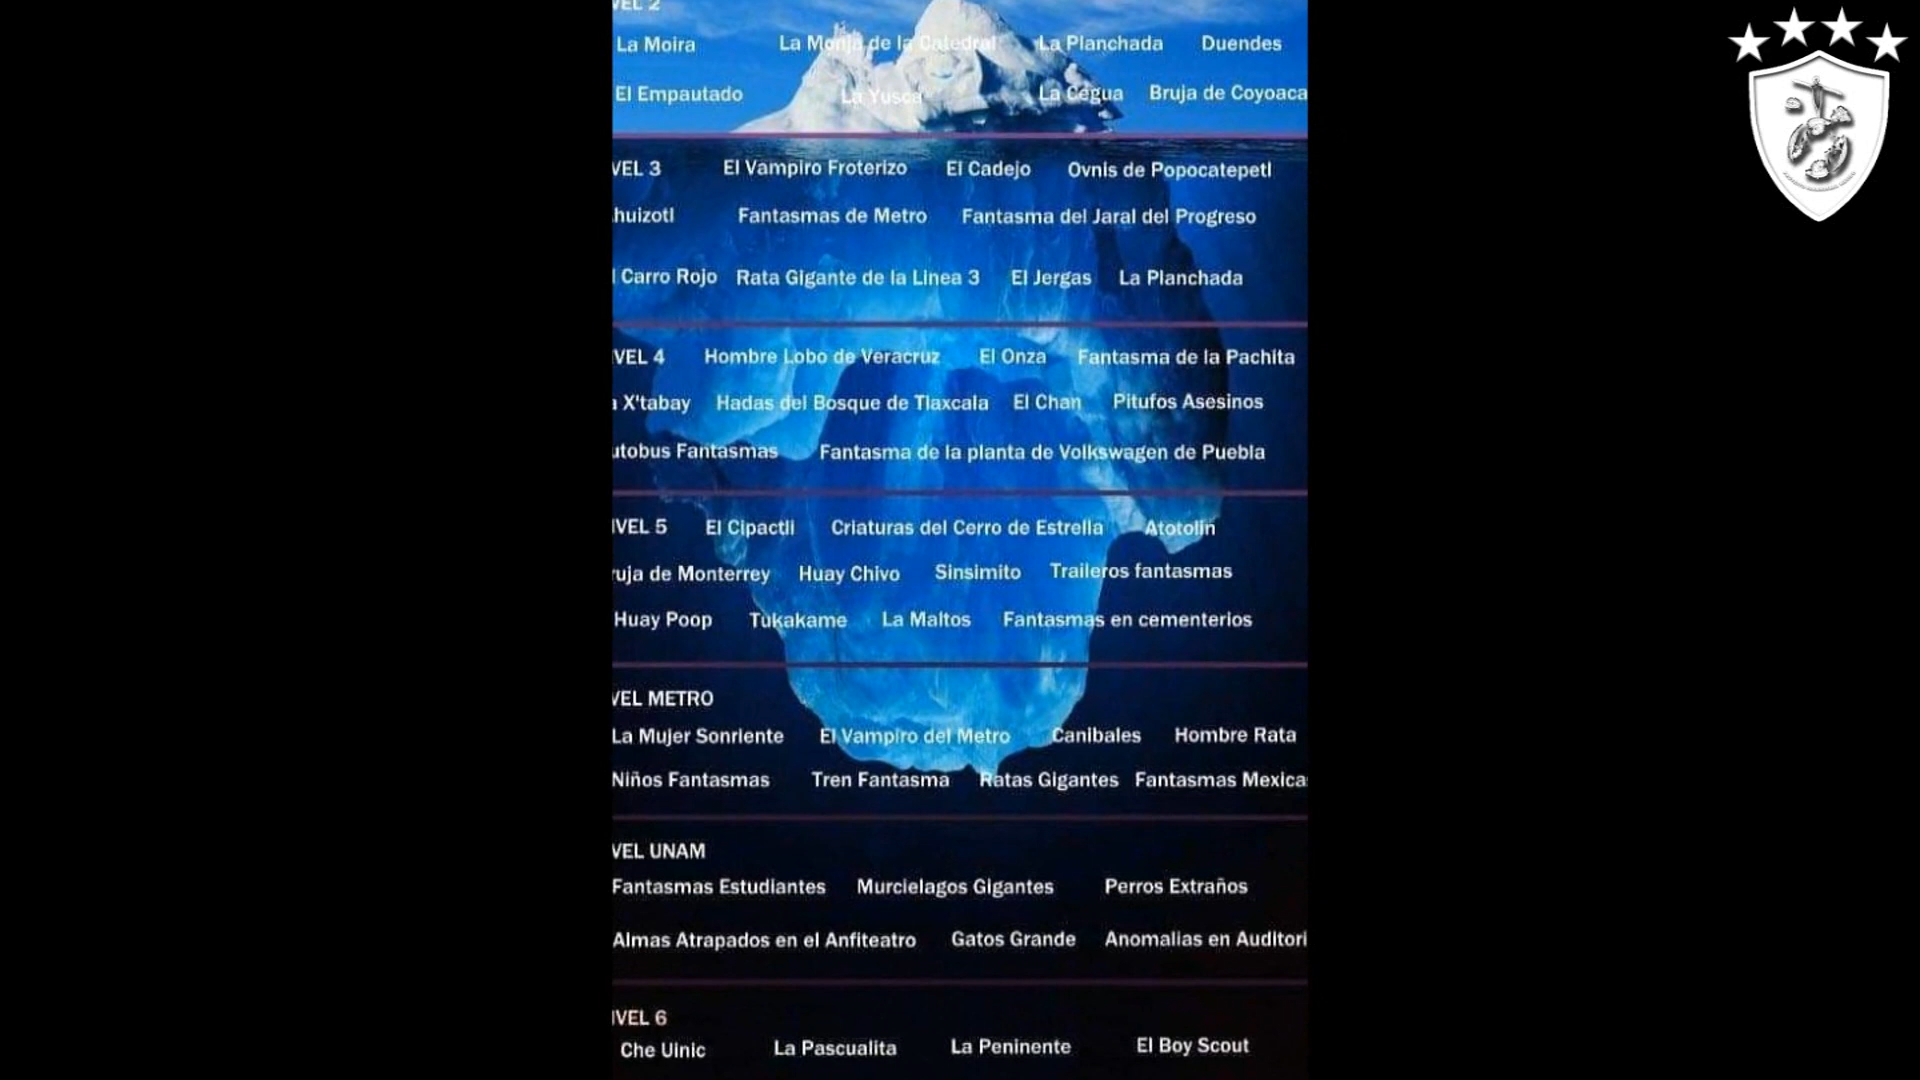 VEL 2
La Moira La Monja de la Catedral La Planchada Duendes
El Empautado La Yusca La Cegua Bruja de Coyoaca
VEL 3 El Vampiro Froterizo El Cadejo Ovnis de Popocatepetl
huizotl Fantasmas de Metro Fantasma del Jaral del Progreso
l Carro Rojo Rata Gigante de la Linea 3 El Jergas La Planchada
VEL 4 Hombre Lobo de Veracruz El Onza Fantasma de la Pachita
a X'tabay Hadas del Bosque de Tlaxcala El Chan Pitufos Asesinos
utobus Fantasmas Fantasma de la planta de Volkswagen de Puebla
IVEL 5 El Cipactli Criaturas del Cerro de Estrella Atotolin
ruja de Monterrey Huay Chivo Sinsimito Traileros fantasmas
Huay Poop Tukakame La Maltos Fantasmas en cementerios
VEL METRO
La Mujer Sonriente El Vampiro del Metro Canibales Hombre Rata
Niños Fantasmas Tren Fantasma Ratas Gigantes Fantasmas Mexica
VEL UNAM
Fantasmas Estudiantes Murcielagos Gigantes Perros Extraños
Almas Atrapados en el Anfiteatro Gatos Grande Anomalias en Auditori
IVEL 6
Che Uinic La Pascualita La Peninente El Boy Scout